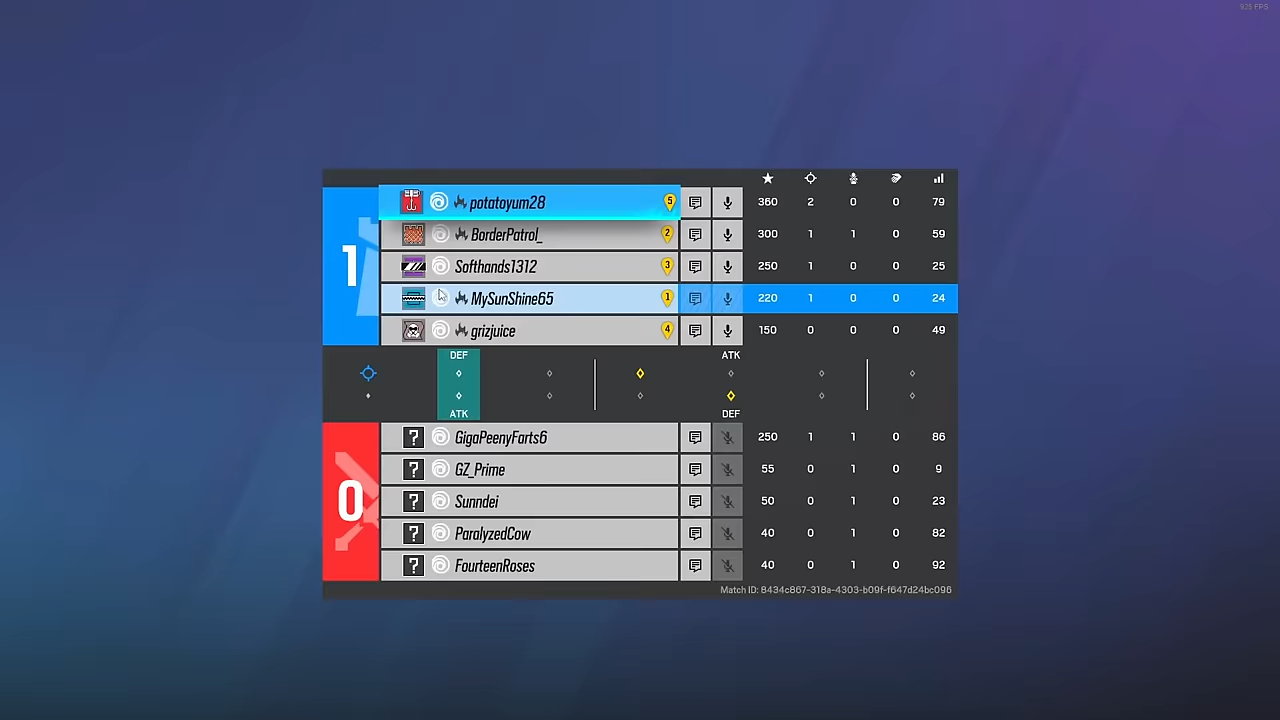 925 FPS
potatoyum28 5 360 2 0 0 79
BorderPatrol_ 2 300 1 1 0 59
1
Softhands1312 3 250 1 0 0 25
MySunShine65 1 220 1 0 0 24
grizjuice 4 150 0 0 0 49
DEF ATK
ATK DEF
? GigaPeenyFarts6 250 1 1 0 86
? GZ_Prime 55 0 1 0 9
0
? Sunndei 50 0 1 0 23
? ParalyzedCow 40 0 1 0 82
? FourteenRoses 40 0 1 0 92
Match ID: 8434c867-318a-4303-b09f-f647d24bc096